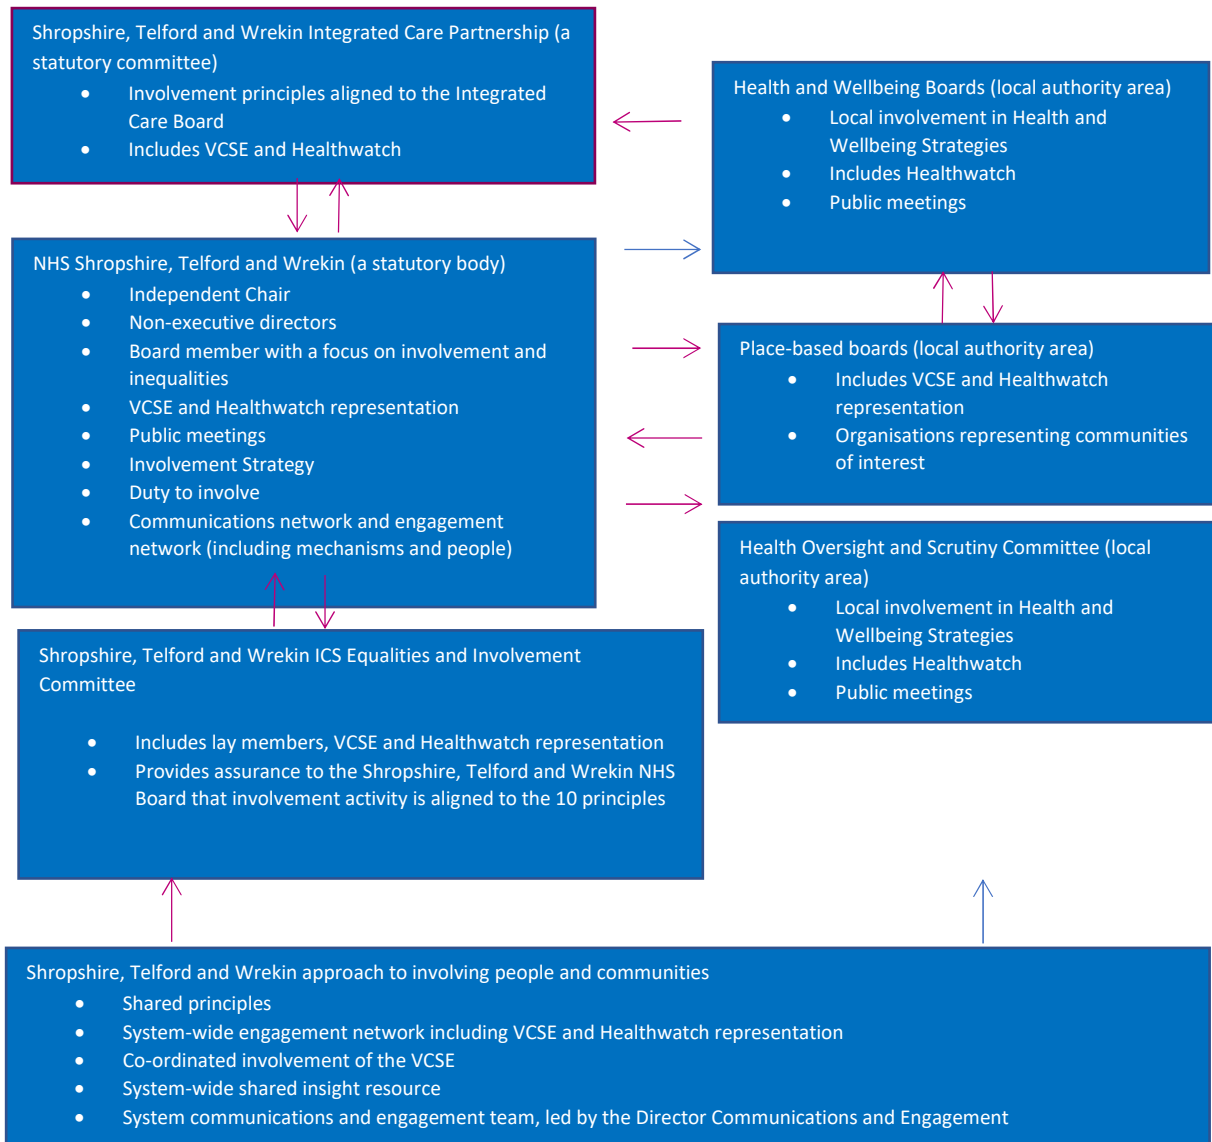 Shropshire, Telford and Wrekin Integrated Care Partnership (a
statutory committee)
• Involvement principles aligned to the Integrated
Care Board
• Includes VCSE and Healthwatch
Health and Wellbeing Boards (local authority area)
• Local involvement in Health and
Wellbeing Strategies
• Includes Healthwatch
• Public meetings
NHS Shropshire, Telford and Wrekin (a statutory body)
• Independent Chair
• Non-executive directors
• Board member with a focus on involvement and
inequalities
• VCSE and Healthwatch representation
• Public meetings
• Involvement Strategy
• Duty to involve
• Communications network and engagement
network (including mechanisms and people)
Place-based boards (local authority area)
• Includes VCSE and Healthwatch
representation
• Organisations representing communities
of interest
Health Oversight and Scrutiny Committee (local
authority area)
• Local involvement in Health and
Wellbeing Strategies
• Includes Healthwatch
• Public meetings
Shropshire, Telford and Wrekin ICS Equalities and Involvement
Committee
• Includes lay members, VCSE and Healthwatch representation
• Provides assurance to the Shropshire, Telford and Wrekin NHS
Board that involvement activity is aligned to the 10 principles
Shropshire, Telford and Wrekin approach to involving people and communities
• Shared principles
• System-wide engagement network including VCSE and Healthwatch representation
• Co-ordinated involvement of the VCSE
• System-wide shared insight resource
• System communications and engagement team, led by the Director Communications and Engagement